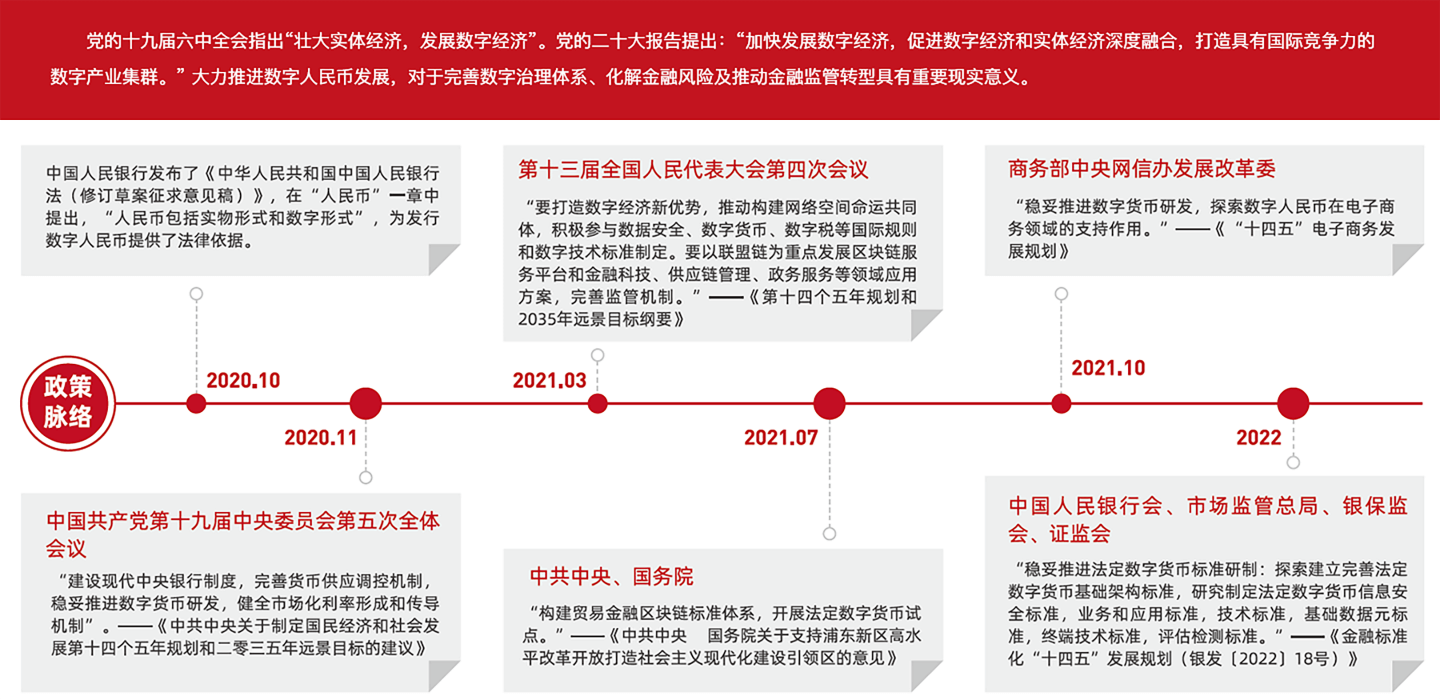 党的十九届六中全会指出“壮大实体经济，发展数字经济”。党的二十大报告提出：“加快发展数字经济，促进数字经济和实体经济深度融合，打造具有国际竞争力的
数字产业集群。”大力推进数字人民币发展，对于完善数字治理体系、化解金融风险及推动金融监管转型具有重要现实意义。
中国人民银行发布了《中华人民共和国中国人民银行
法（修订草案征求意见稿）》，在“人民币”一章中
提出，“人民币包括实物形式和数字形式”，为发行
数字人民币提供了法律依据。
第十三届全国人民代表大会第四次会议
“要打造数字经济新优势，推动构建网络空间命运共同
体，积极参与数据安全、数字货币、数字税等国际规则
和数字技术标准制定。要以联盟链为重点发展区块链服
务平台和金融科技、供应链管理、政务服务等领域应用
方案，完善监管机制。”——《第十四个五年规划和
2035年远景目标纲要》
商务部中央网信办发展改革委
“稳妥推进数字货币研发，探索数字人民币在电子商
务领域的支持作用。”——《“十四五”电子商务发
展规划》
政策
脉络
2020.10
2020.11
2021.03
2021.07
2021.10
2022
中国共产党第十九届中央委员会第五次全体
会议
“建设现代中央银行制度，完善货币供应调控机制，
稳妥推进数字货币研发，健全市场化利率形成和传导
机制”。——《中共中央关于制定国民经济和社会发
展第十四个五年规划和二零三五年远景目标的建议》
中共中央、国务院
“构建贸易金融区块链标准体系，开展法定数字货币试
点。”——《中共中央 国务院关于支持浦东新区高水
平改革开放打造社会主义现代化建设引领区的意见》
中国人民银行会、市场监管总局、银保监
会、证监会
“稳妥推进法定数字货币标准研制：探索建立完善法定
数字货币基础架构标准，研究制定法定数字货币信息安
全标准，业务和应用标准，技术标准，基础数据元标
准，终端技术标准，评估检测标准。”——《金融标准
化“十四五”发展规划（银发〔2022〕18号）》